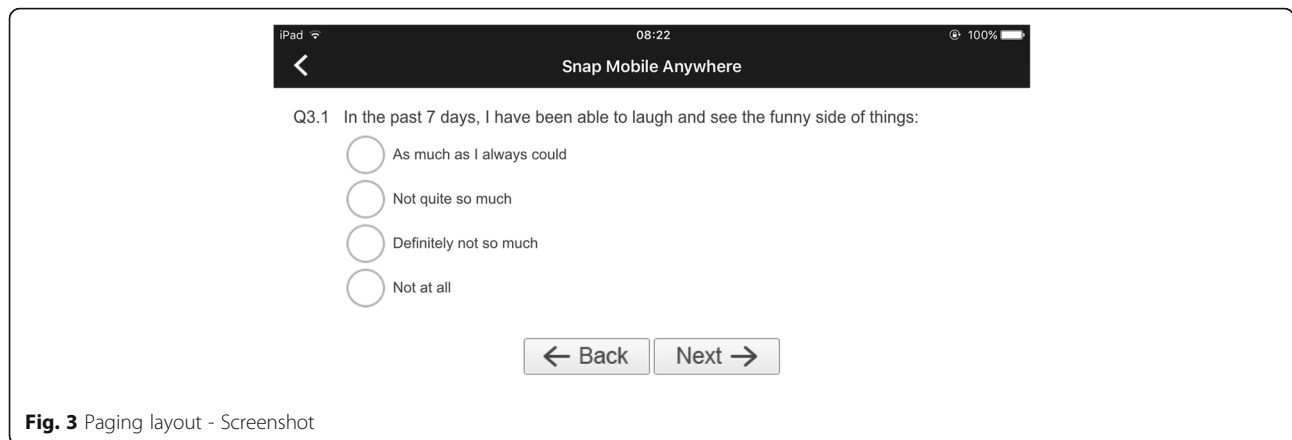 iPad 08:22 100%
Snap Mobile Anywhere
Q3.1 In the past 7 days, I have been able to laugh and see the funny side of things:
As much as I always could
Not quite so much
Definitely not so much
Not at all
← Back Next →
Fig. 3 Paging layout - Screenshot